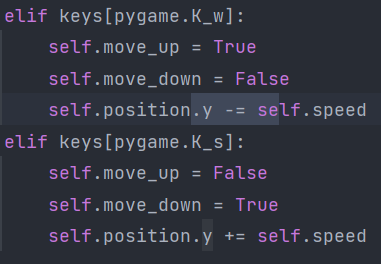 elif keys[pygame.K_w]:
    self.move_up = True
    self.move_down = False
    self.position.y -= self.speed
elif keys[pygame.K_s]:
    self.move_up = False
    self.move_down = True
    self.position.y += self.speed